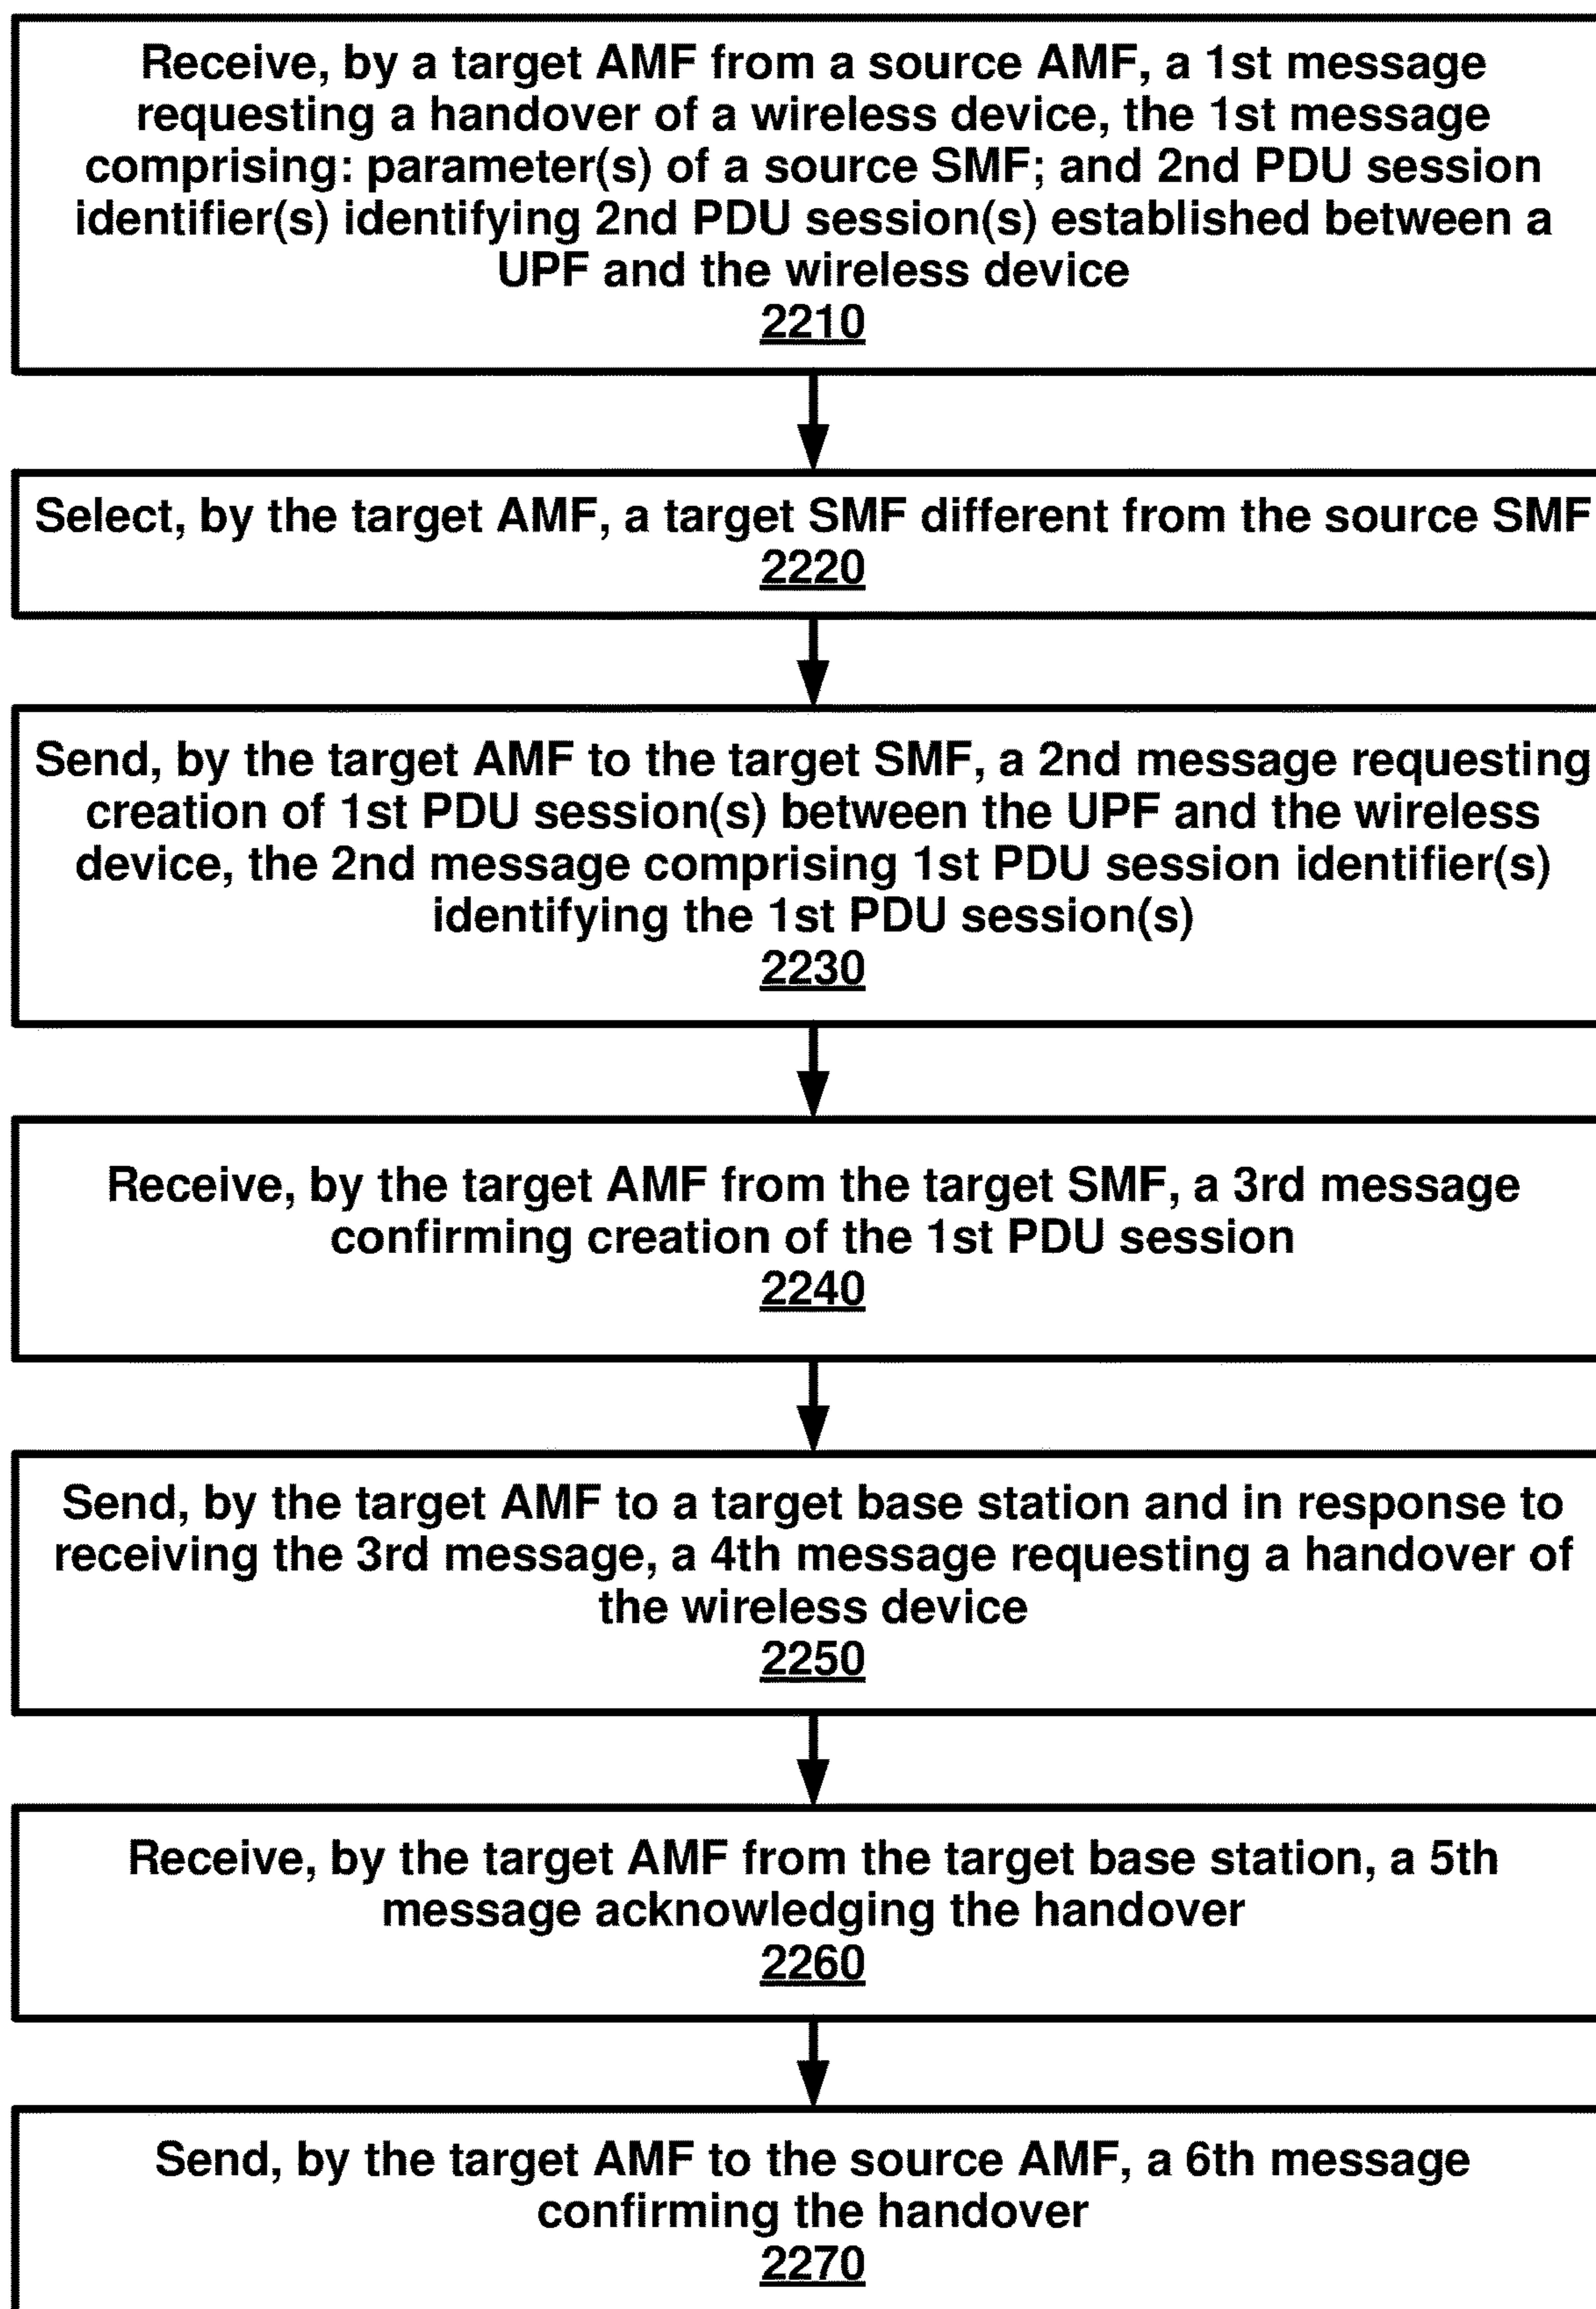 Receive, by a target AMF from a source AMF, a 1st message
requesting a handover of a wireless device, the 1st message
comprising: parameter(s) of a source SMF; and 2nd PDU session
identifier(s) identifying 2nd PDU session(s) established between a
UPF and the wireless device
2210
Select, by the target AMF, a target SMF different from the source SMF
2220
Send, by the target AMF to the target SMF, a 2nd message requesting
creation of 1st PDU session(s) between the UPF and the wireless
device, the 2nd message comprising 1st PDU session identifier(s)
identifying the 1st PDU session(s)
2230
Receive, by the target AMF from the target SMF, a 3rd message
confirming creation of the 1st PDU session
2240
Send, by the target AMF to a target base station and in response to
receiving the 3rd message, a 4th message requesting a handover of
the wireless device
2250
Receive, by the target AMF from the target base station, a 5th
message acknowledging the handover
2260
Send, by the target AMF to the source AMF, a 6th message
confirming the handover
2270